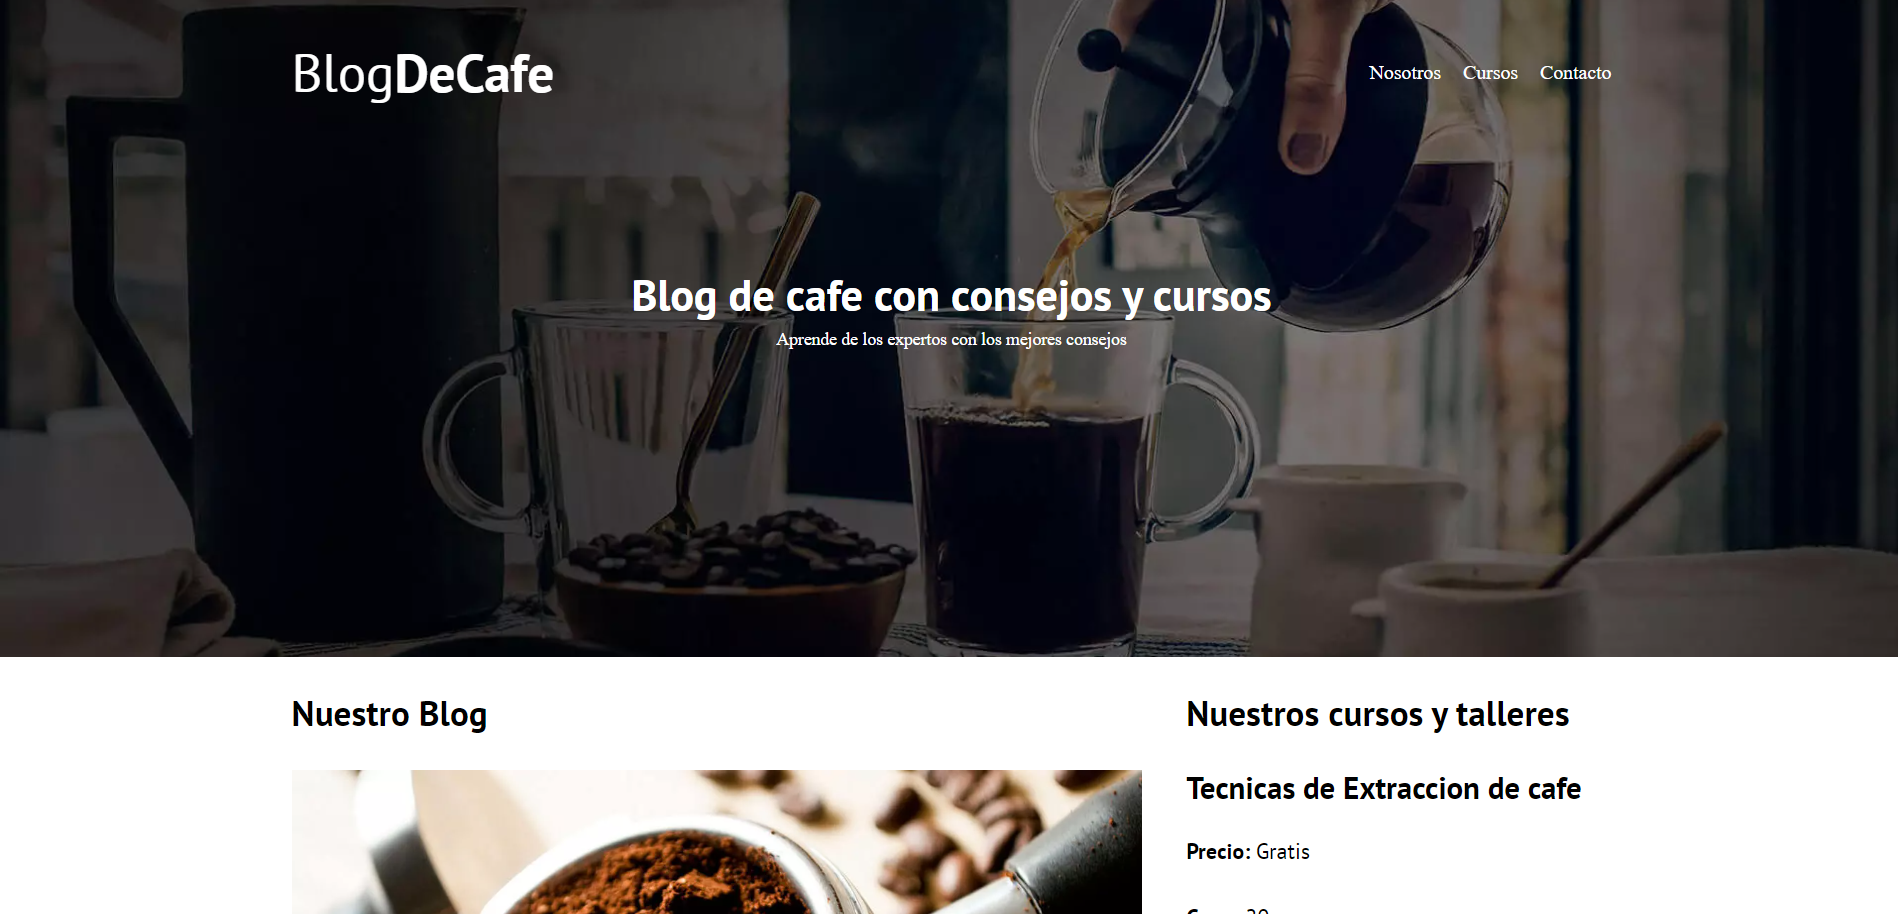 BlogDeCafe
Nosotros Cursos Contacto
Blog de cafe con consejos y cursos
Aprende de los expertos con los mejores consejos
Nuestro Blog
Nuestros cursos y talleres
Tecnicas de Extraccion de cafe
Precio: Gratis